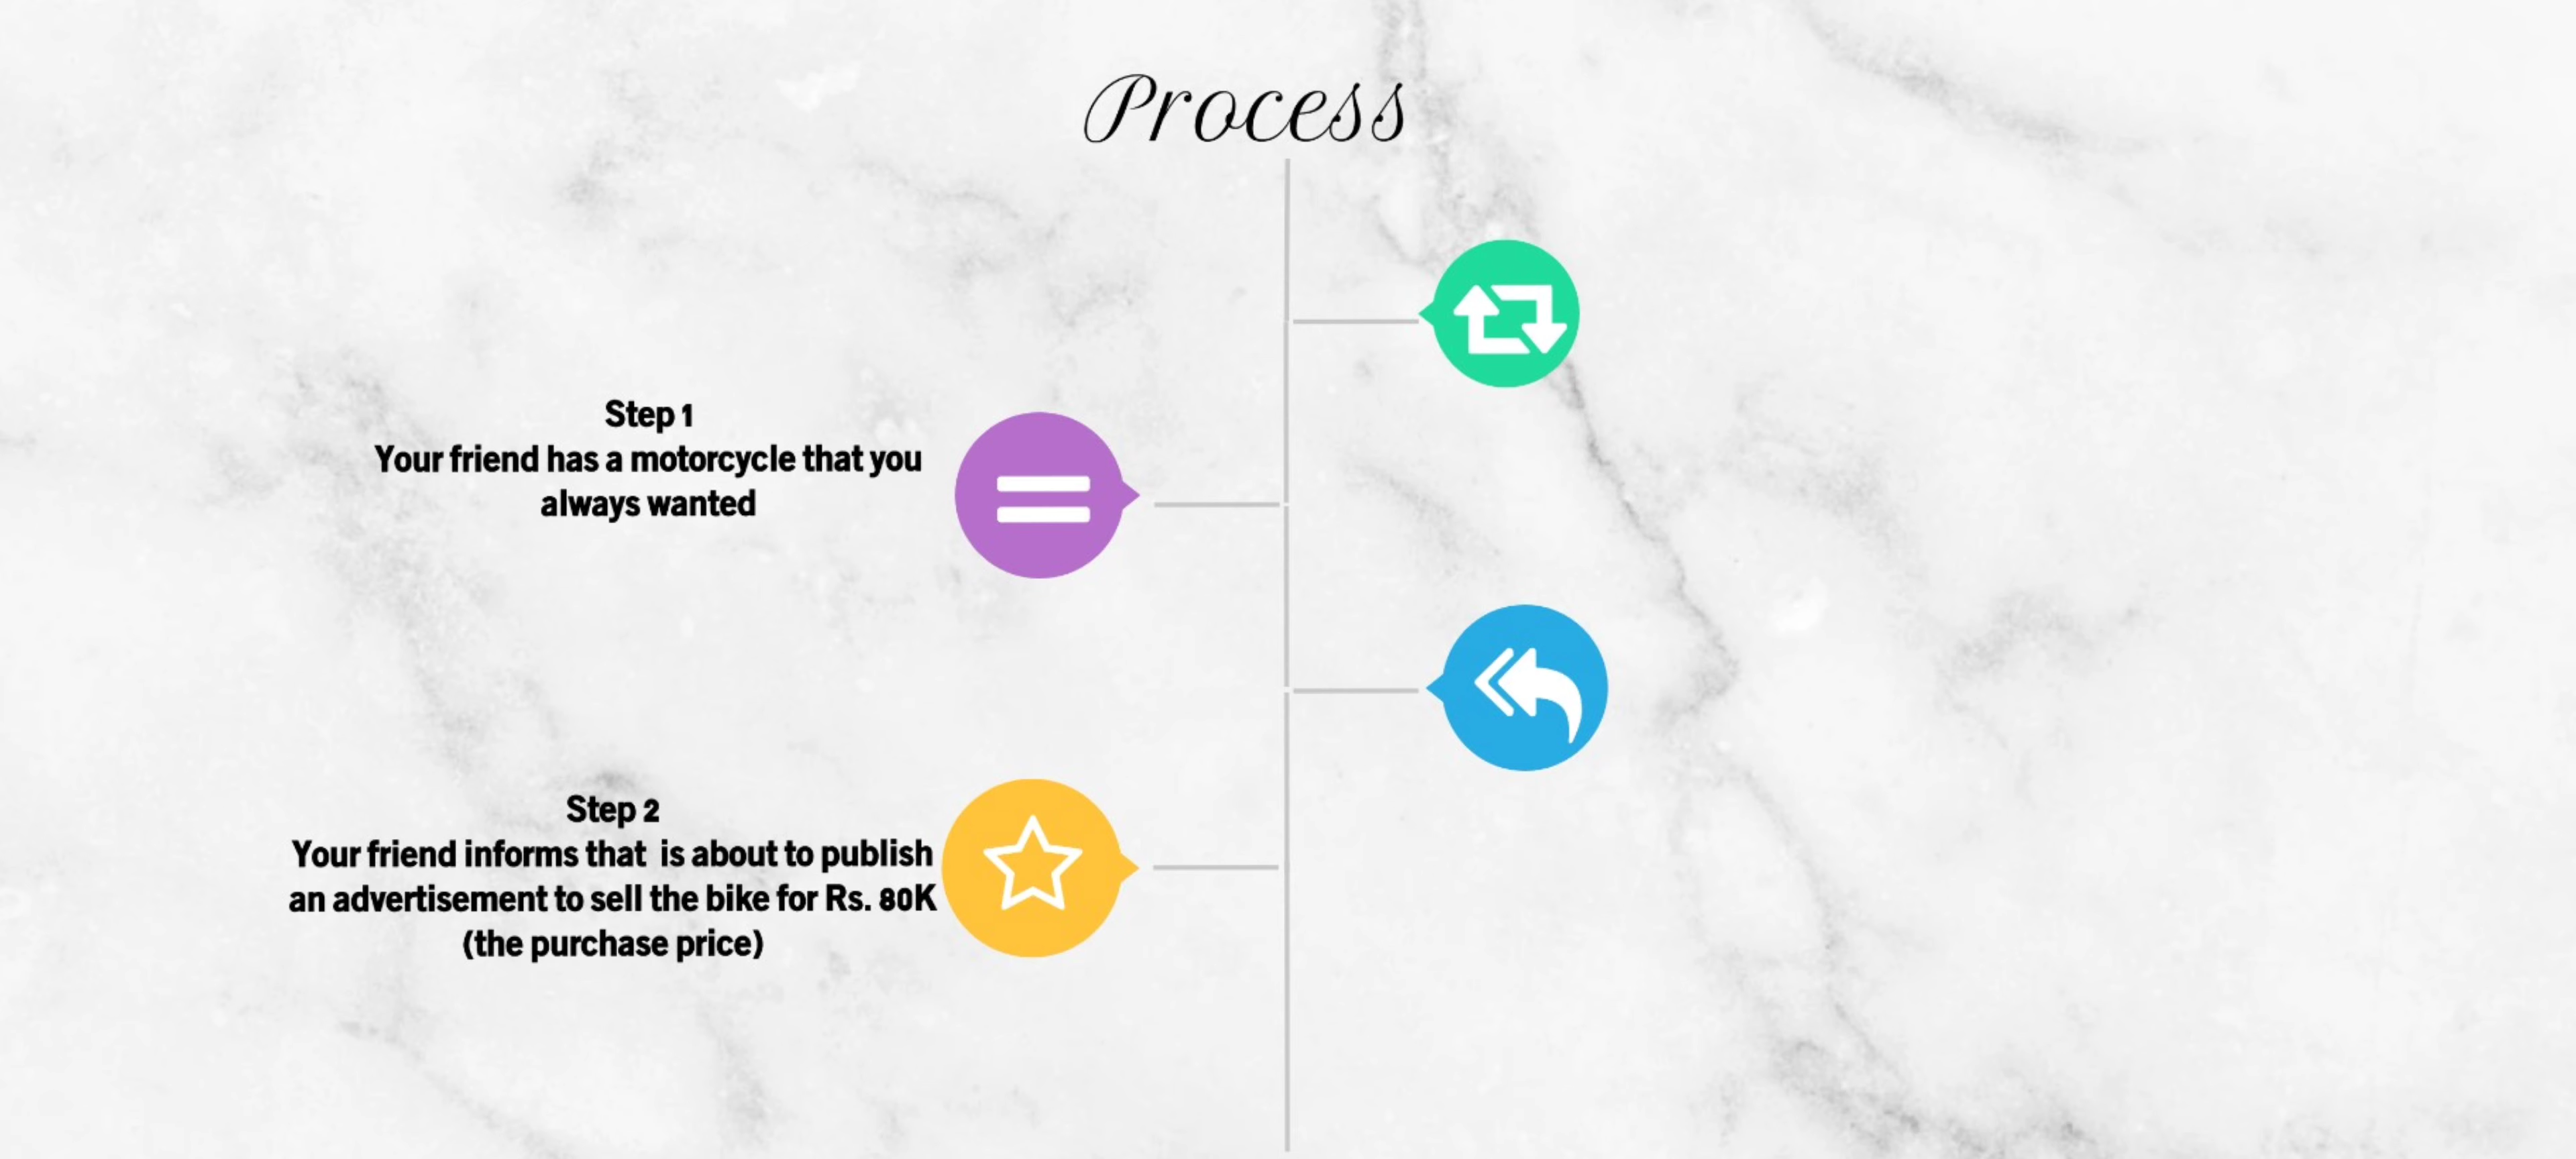 Process
Step 1
Your friend has a motorcycle that you
always wanted
Step 2
Your friend informs that  is about to publish
an advertisement to sell the bike for Rs. 80K
(the purchase price)